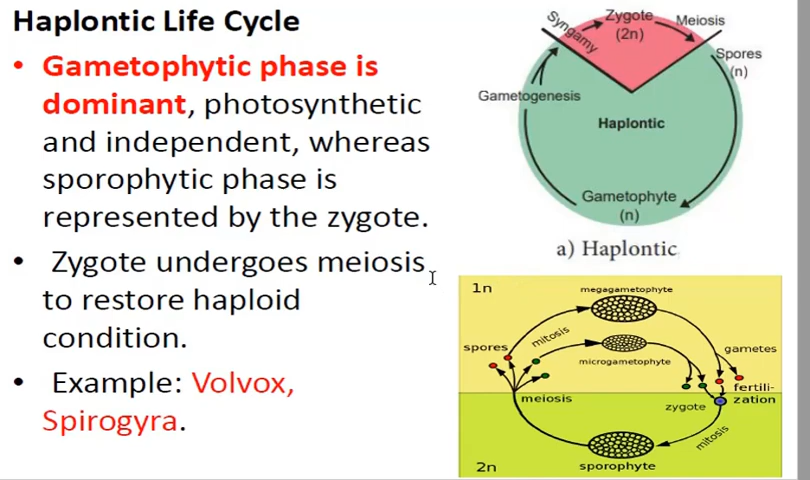 Haplontic Life Cycle
• Gametophytic phase is
dominant, photosynthetic
and independent, whereas
sporophytic phase is
represented by the zygote.
• Zygote undergoes meiosis
to restore haploid
condition.
• Example: Volvox,
Spirogyra.
Syngamy
Zygote
(2n)
Meiosis
Spores
(n)
Gametogenesis
Haplontic
Gametophyte
(n)
a) Haplontic
1n
megagametophyte
mitosis
spores
microgametophyte
gametes
fertili-
zation
meiosis
zygote
mitosis
sporophyte
2n